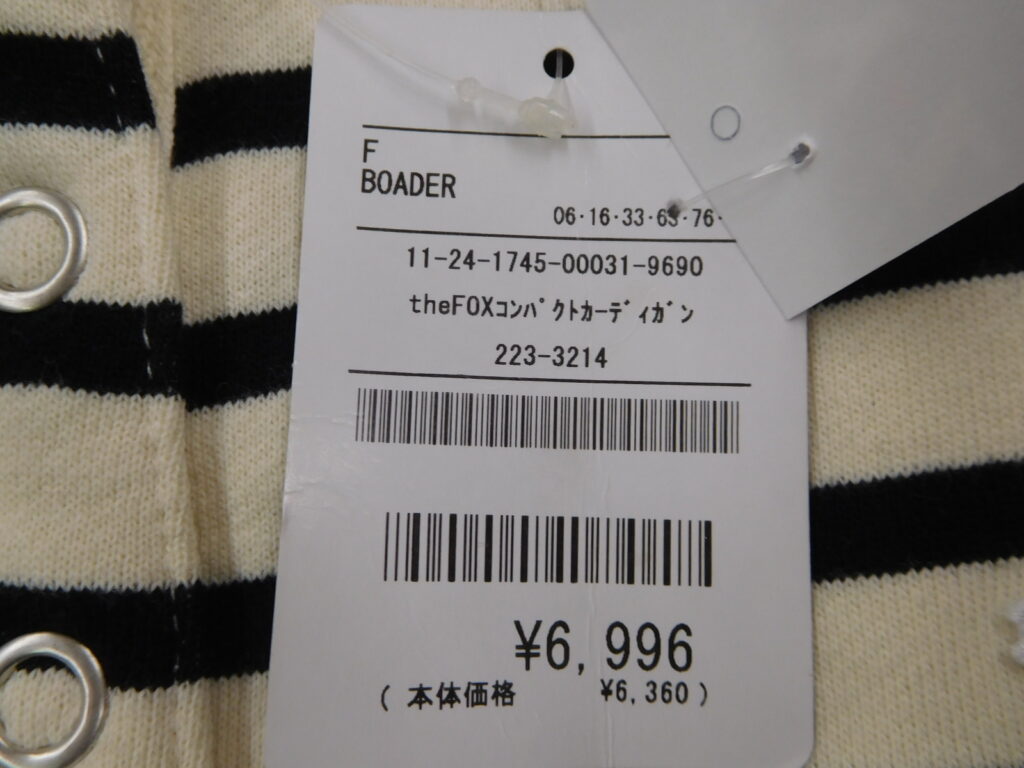 F
BOADER
06·16·33·63·76·
11-24-1745-00031-9690
theFOXｺﾝﾊﾟｸﾄｶｰﾃﾞｨｶﾞﾝ
223-3214
¥6,996
(本体価格 ¥6,360)